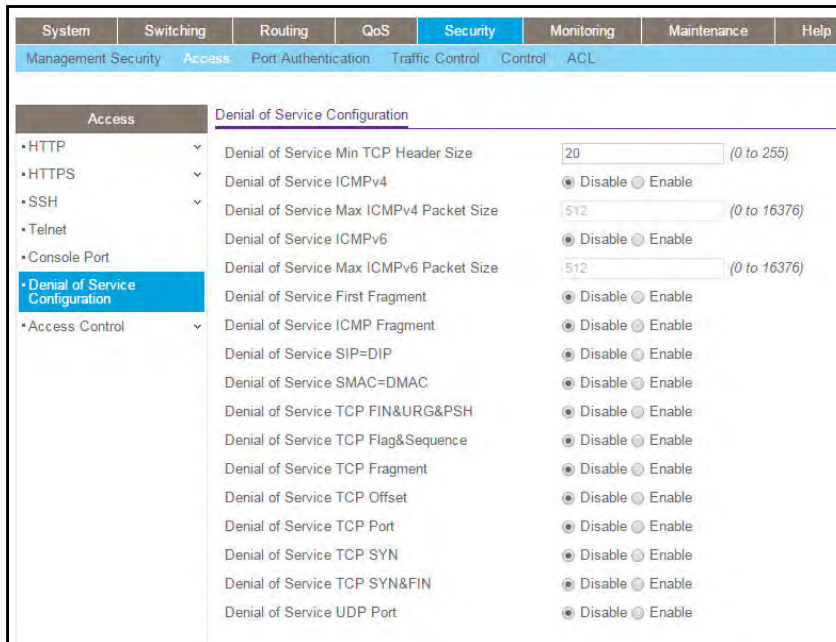 System Switching Routing QoS Security Monitoring Maintenance Help
Management Security Access Port Authentication Traffic Control Control ACL
Access
HTTP
HTTPS
SSH
Telnet
Console Port
Denial of Service
Configuration
Access Control
Denial of Service Configuration
Denial of Service Min TCP Header Size 20 (0 to 255)
Denial of Service ICMPv4 Disable Enable
Denial of Service Max ICMPv4 Packet Size 512 (0 to 16376)
Denial of Service ICMPv6 Disable Enable
Denial of Service Max ICMPv6 Packet Size 512 (0 to 16376)
Denial of Service First Fragment Disable Enable
Denial of Service ICMP Fragment Disable Enable
Denial of Service SIP=DIP Disable Enable
Denial of Service SMAC=DMAC Disable Enable
Denial of Service TCP FIN&URG&PSH Disable Enable
Denial of Service TCP Flag&Sequence Disable Enable
Denial of Service TCP Fragment Disable Enable
Denial of Service TCP Offset Disable Enable
Denial of Service TCP Port Disable Enable
Denial of Service TCP SYN Disable Enable
Denial of Service TCP SYN&FIN Disable Enable
Denial of Service UDP Port Disable Enable